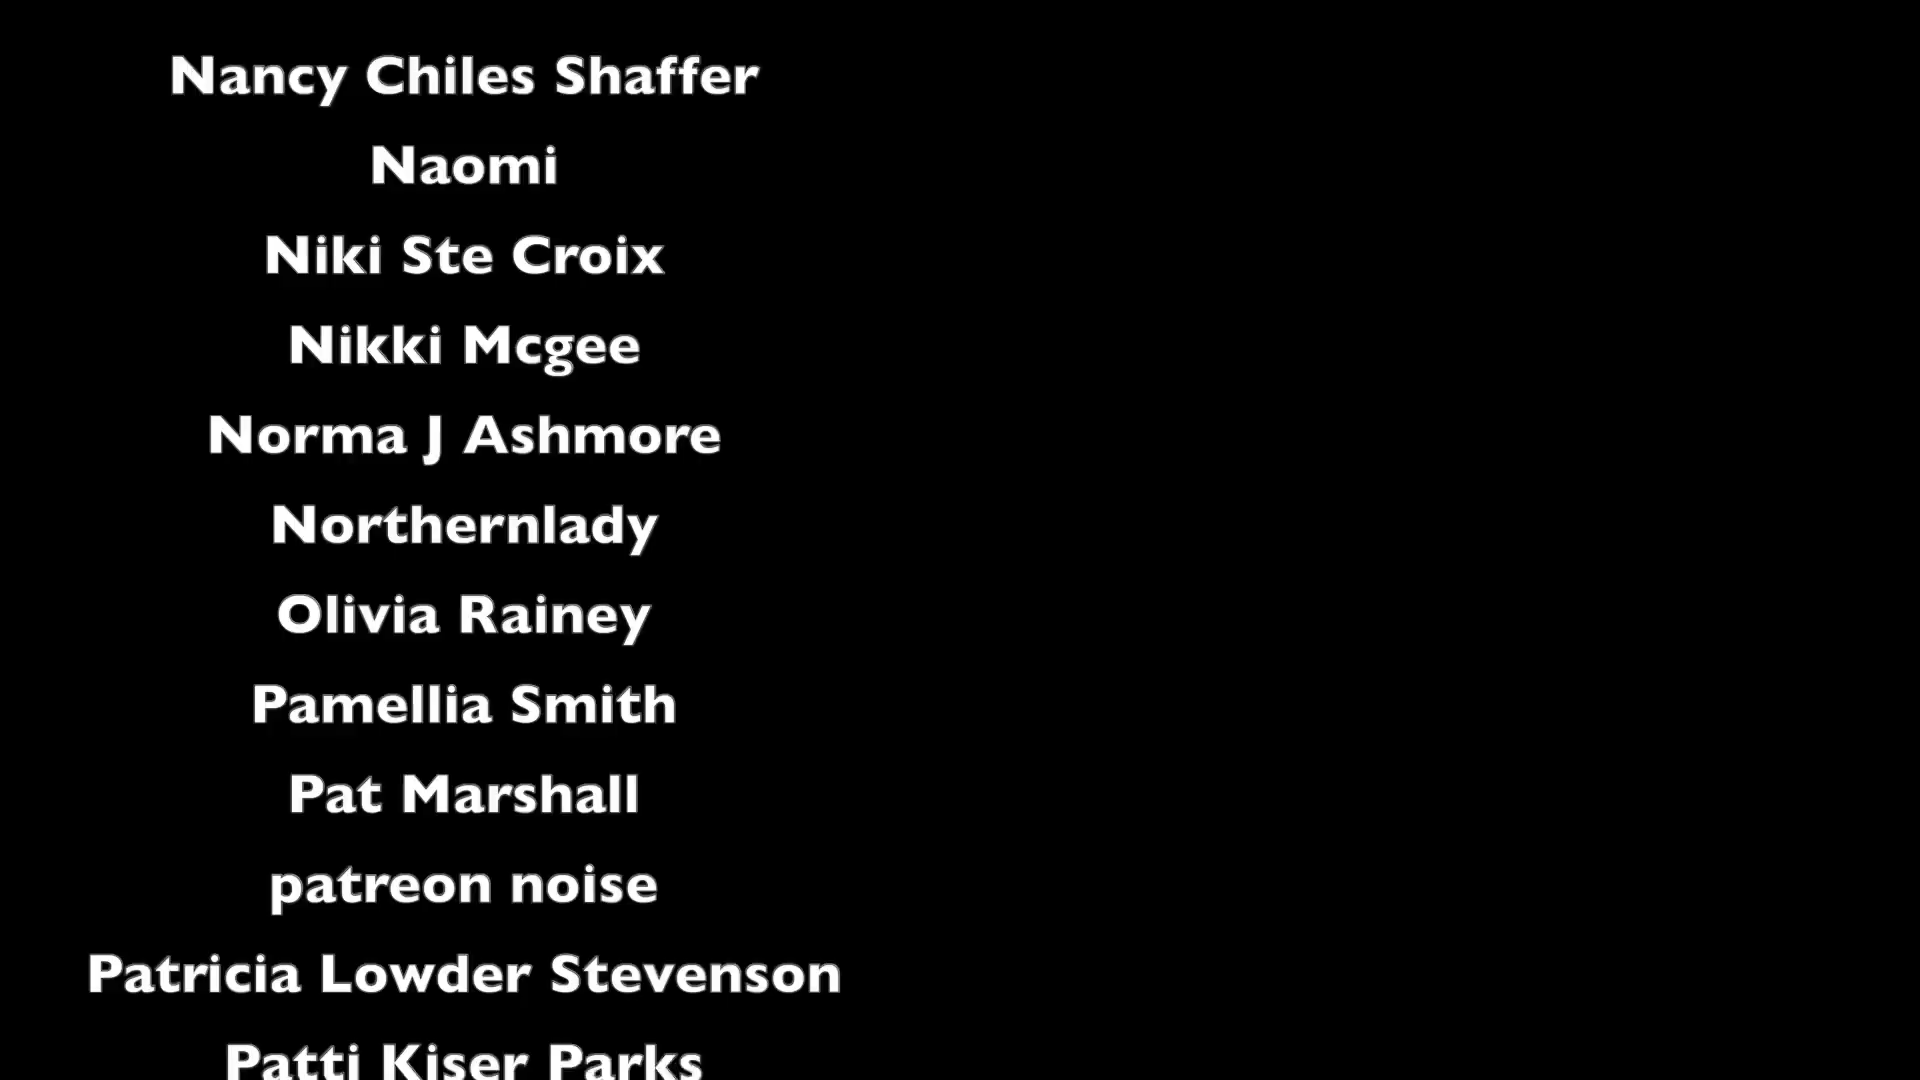 Nancy Chiles Shaffer
Naomi
Niki Ste Croix
Nikki Mcgee
Norma J Ashmore
Northernlady
Olivia Rainey
Pamellia Smith
Pat Marshall
patreon noise
Patricia Lowder Stevenson
Patti Kiser Parks